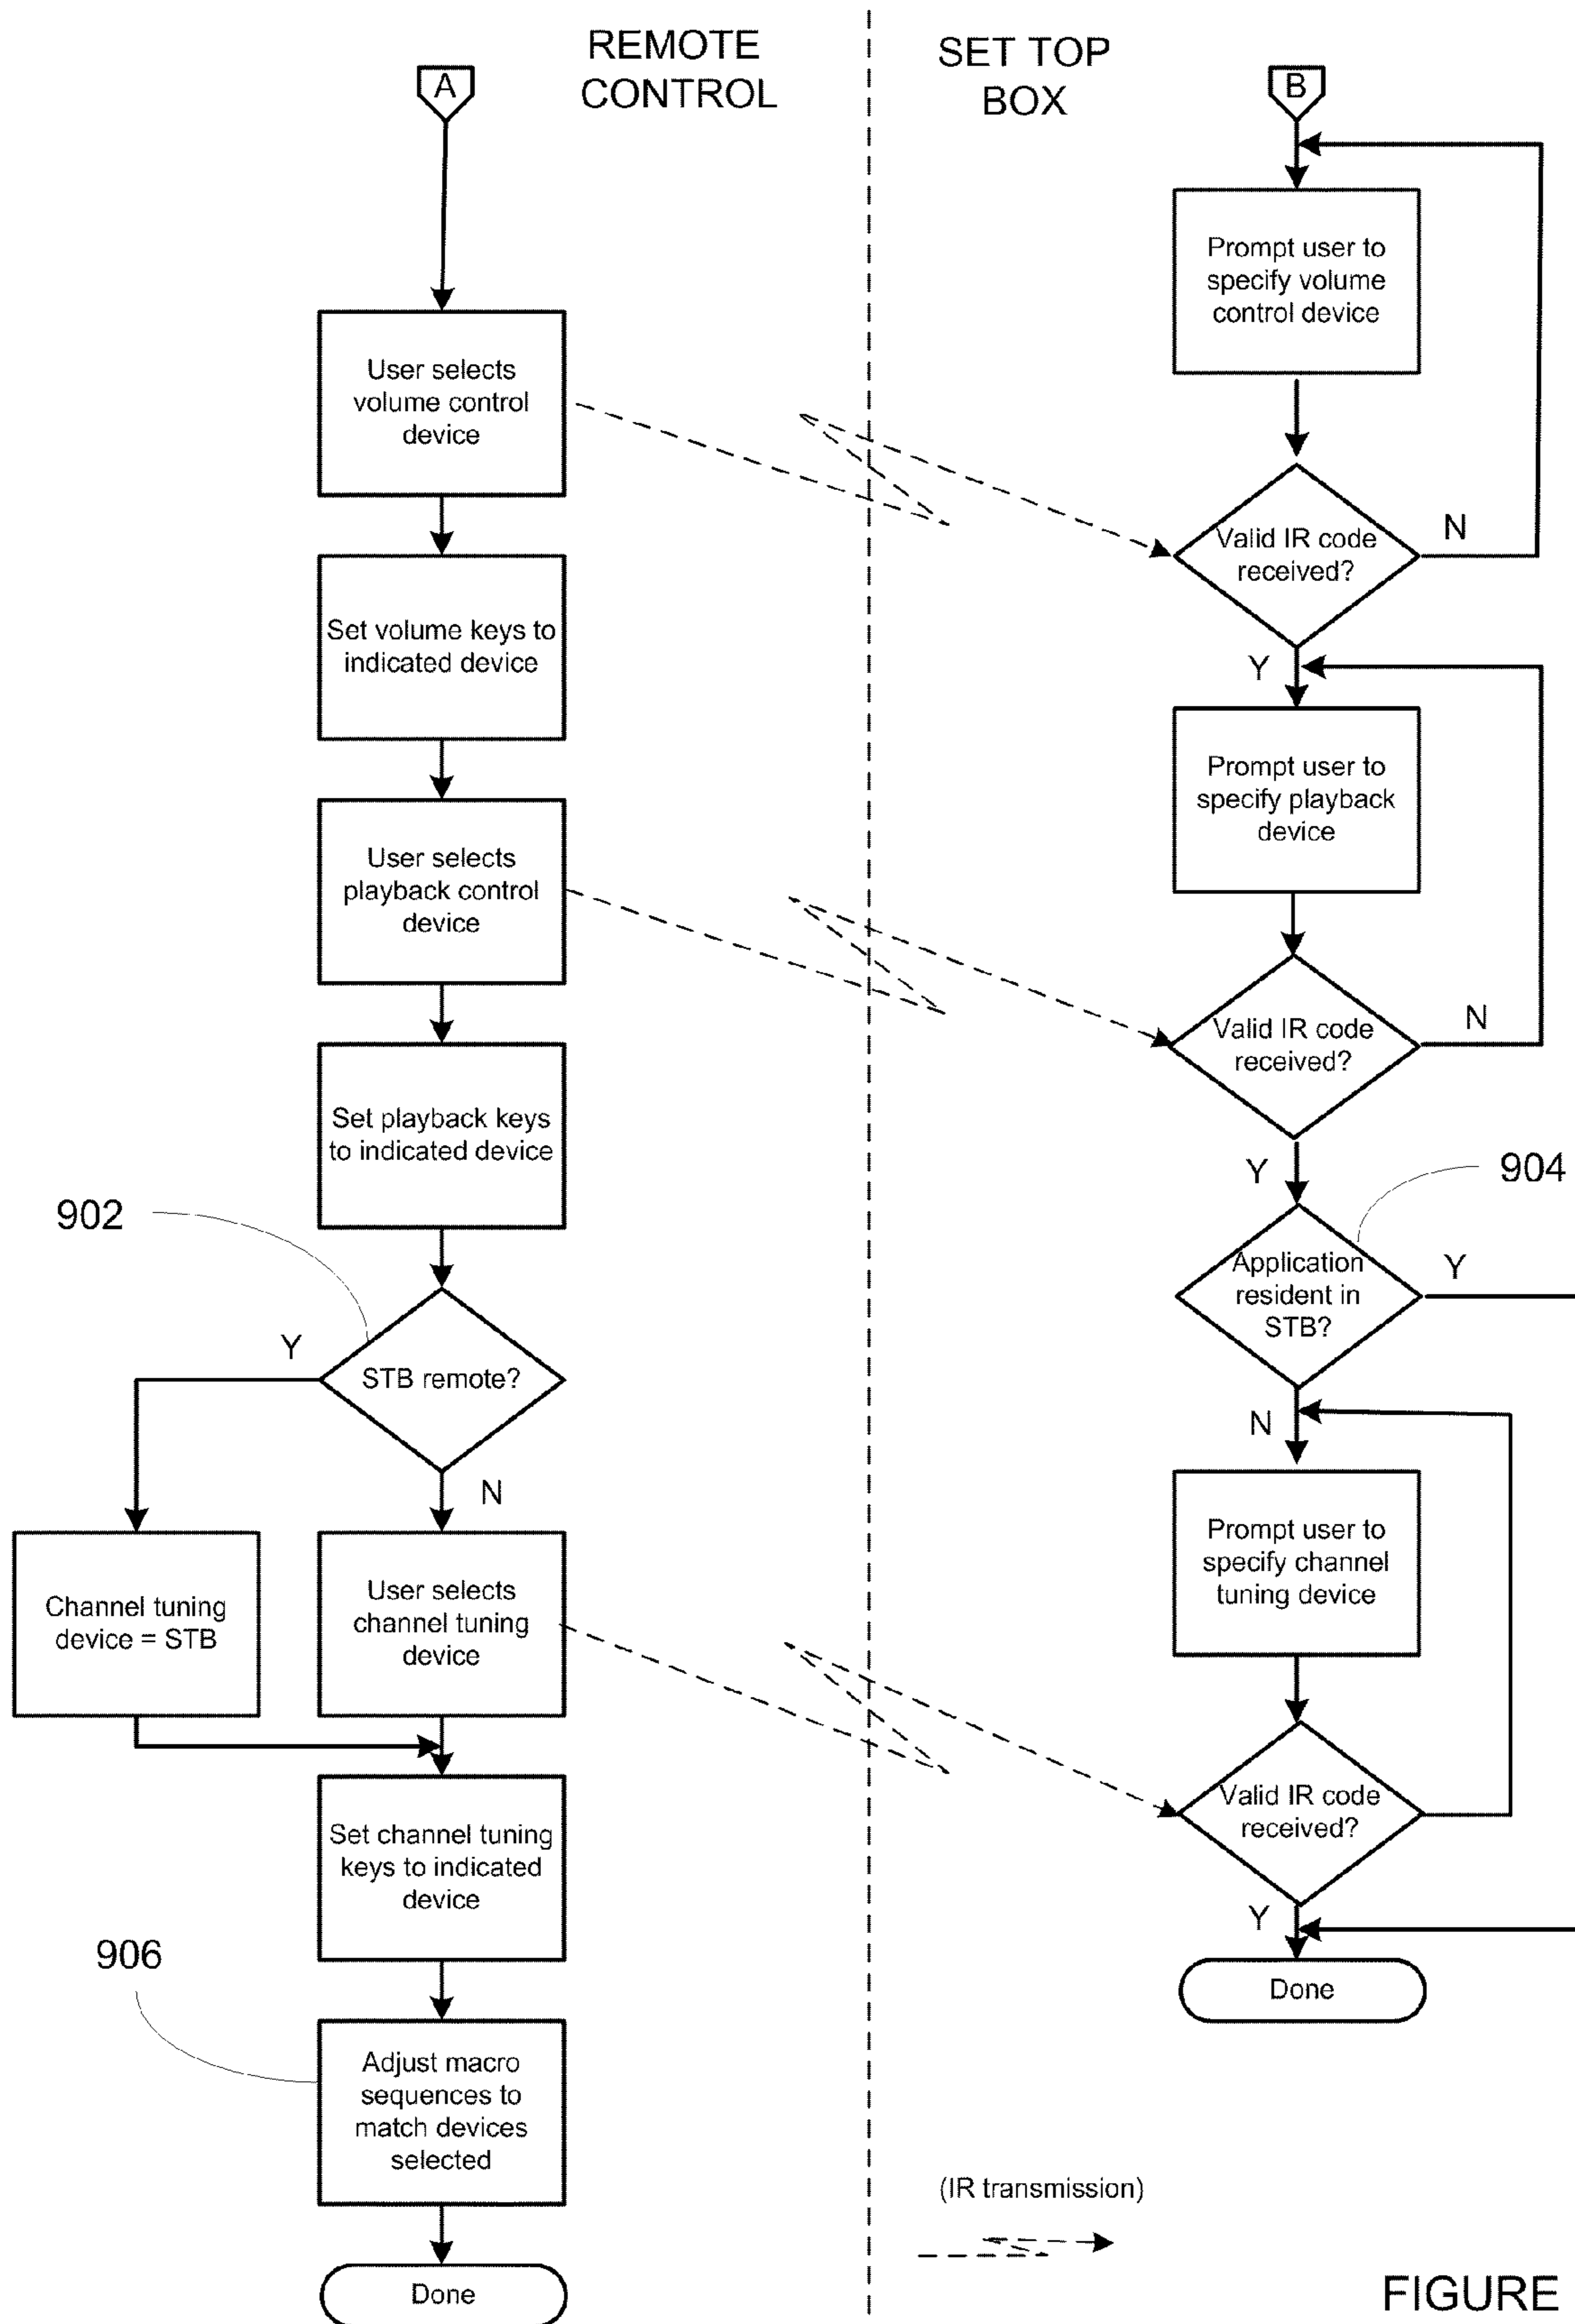 REMOTE
CONTROL
SET TOP
BOX
A
User selects
volume control
device
Set volume keys to
indicated device
User selects
playback control
device
Set playback keys
to indicated device
902
STB remote?
Y
N
Channel tuning
device = STB
User selects
channel tuning
device
Set channel tuning
keys to indicated
device
906
Adjust macro
sequences to
match devices
selected
Done
B
Prompt user to
specify volume
control device
Valid IR code
received?
N
Y
Prompt user to
specify playback
device
Valid IR code
received?
N
Y
904
Application
resident in
STB?
Y
N
Prompt user to
specify channel
tuning device
Valid IR code
received?
Y
Done
(IR transmission)
FIGURE